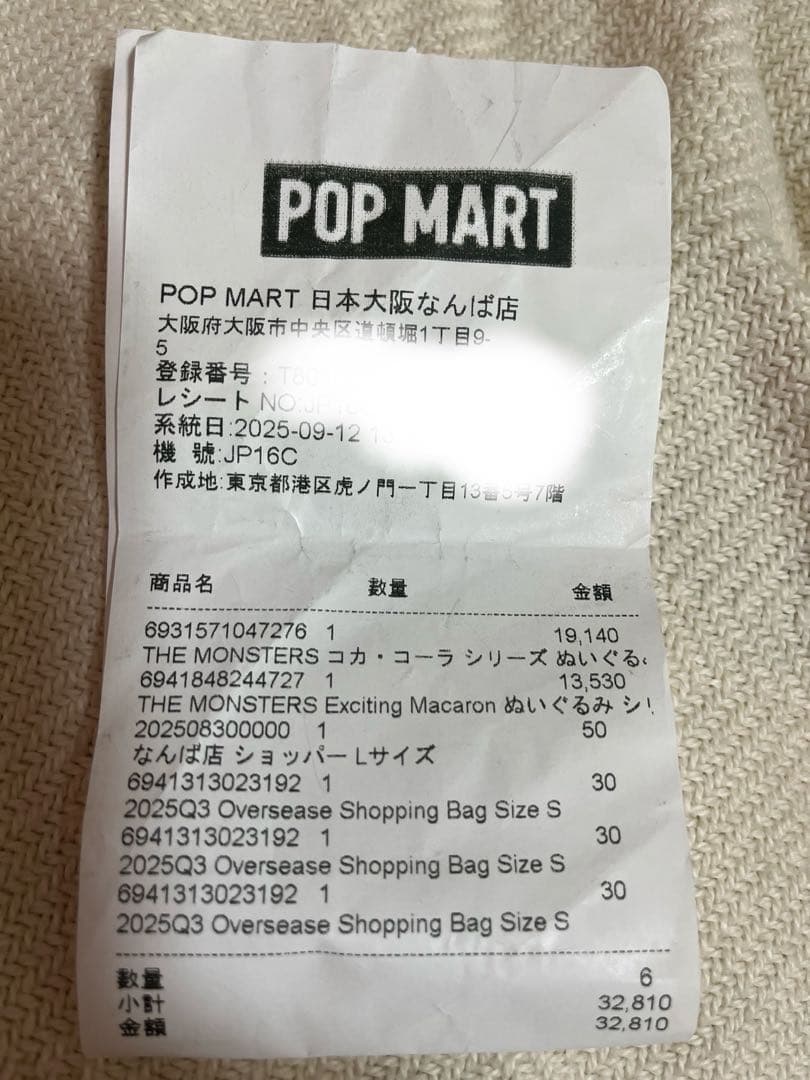 POP MART
POP MART 日本大阪なんば店
大阪府大阪市中央区道頓堀1丁目9-
5
登録番号:
レシート
系統日:2025-09-12
機 號:JP16C
作成地:東京都港区虎ノ門一丁目13番5号7階
商品名 數量 金額
6931571047276 1 19,140
THE MONSTERS コカ・コーラ シリーズ ぬいぐる
6941848244727 1 13,530
THE MONSTERS Exciting Macaron ぬいぐるみ シ
202508300000 1 50
なんば店 ショッパー Lサイズ
6941313023192 1 30
2025Q3 Oversease Shopping Bag Size S
6941313023192 1 30
2025Q3 Oversease Shopping Bag Size S
6941313023192 1 30
2025Q3 Oversease Shopping Bag Size S
數量 6
小計 32,810
金額 32,810